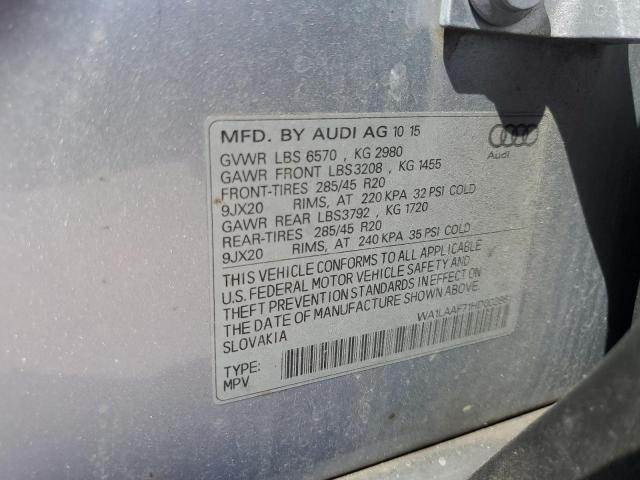 MFD. BY AUDI AG 10 15
GVWR LBS 6570 , KG 2980
GAWR FRONT LBS3208 , KG 1455
FRONT-TIRES 285/45 R20
9JX20 RIMS, AT 220 KPA 32 PSI COLD
GAWR REAR LBS3792 , KG 1720
REAR-TIRES 285/45 R20
9JX20 RIMS, AT 240 KPA 35 PSI COLD
Audi
THIS VEHICLE CONFORMS TO ALL APPLICABLE
U.S. FEDERAL MOTOR VEHICLE SAFETY AND
THEFT PREVENTION STANDARDS IN EFFECT ON
THE DATE OF MANUFACTURE SHOWN ABOVE.
SLOVAKIA
TYPE:
MPV